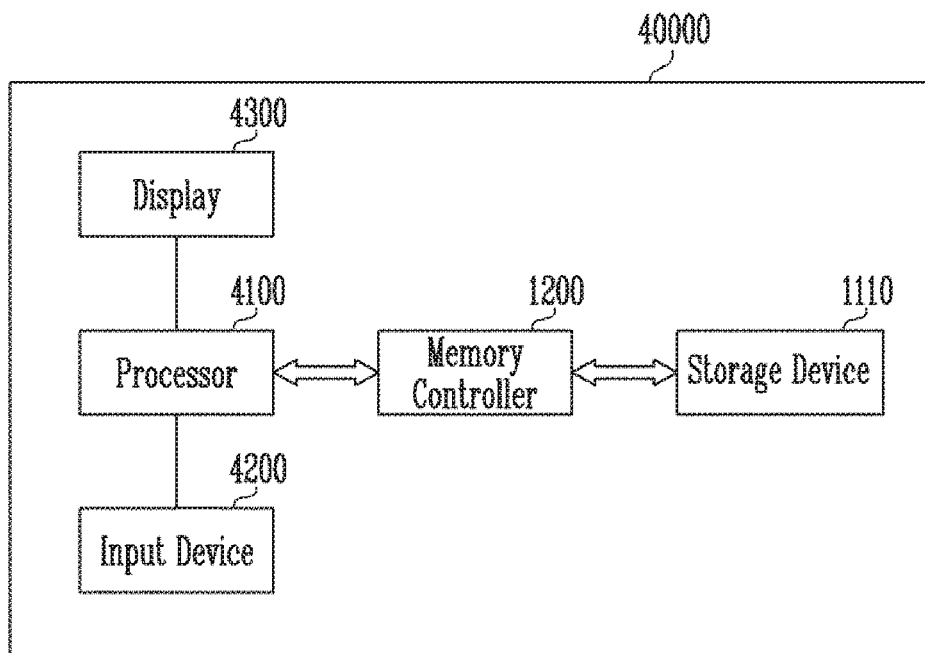 40000
4300
Display
4100
Processor
1200
Memory
Controller
1110
Storage Device
4200
Input Device